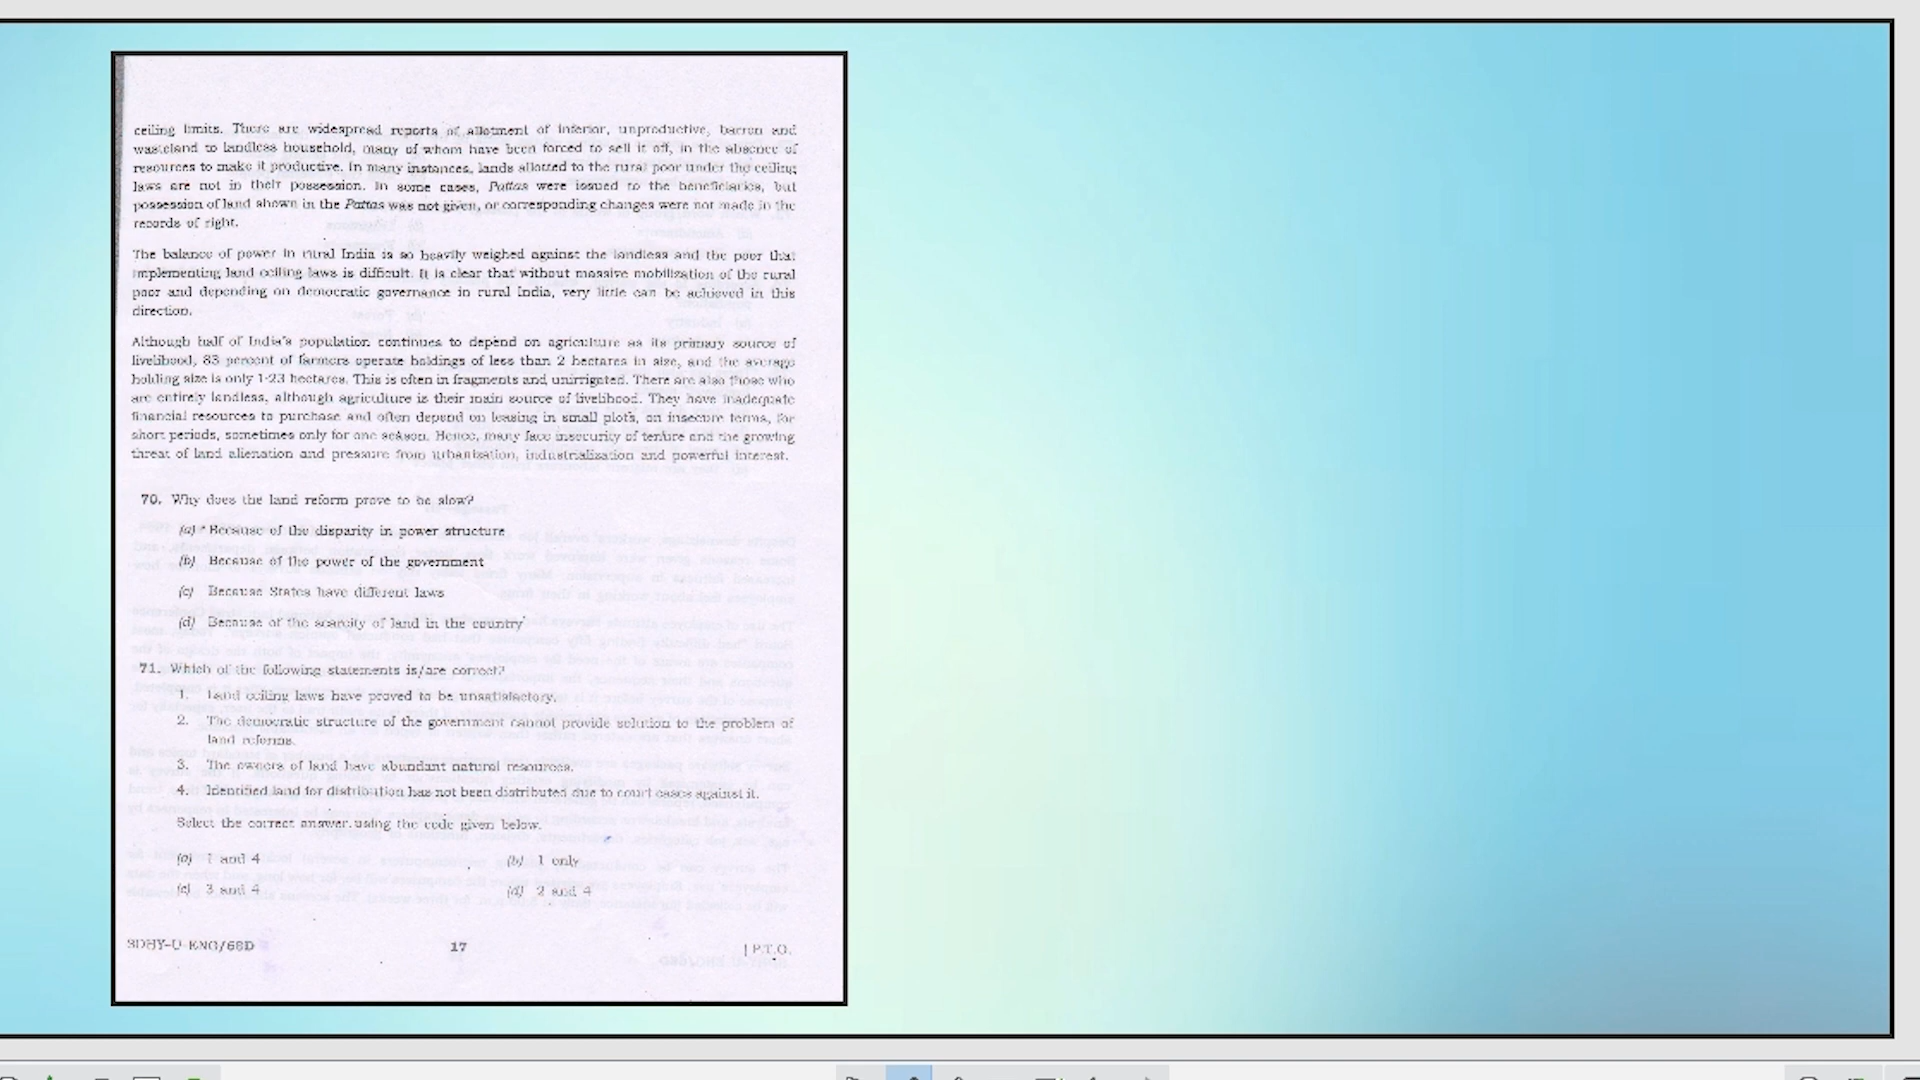 ceiling limits. There are widespread reports of allotment of inferior, unproductive, barren and
wasteland to landless household, many of whom have been forced to sell it off, in the absence of
resources to make it productive. In many instances, lands allotted to the rural poor under the ceiling
laws are not in their possession. In some cases, Pattas were issued to the beneficiaries, but
possession of land shown in the Pattas was not given, or corresponding changes were not made in the
records of right.
The balance of power in rural India is so heavily weighed against the landless and the poor that
implementing land ceiling laws is difficult. It is clear that without massive mobilization of the rural
poor and depending on democratic governance in rural India, very little can be achieved in this
direction.
Although half of India's population continues to depend on agriculture as its primary source of
livelihood, 83 percent of farmers operate holdings of less than 2 hectares in size, and the average
holding size is only 1·23 hectares. This is often in fragments and unirrigated. There are also those who
are entirely landless, although agriculture is their main source of livelihood. They have inadequate
financial resources to purchase and often depend on leasing in small plots, on insecure terms, for
short periods, sometimes only for one season. Hence, many face insecurity of tenure and the growing
threat of land alienation and pressure from urbanization, industrialization and powerful interest.
70. Why does the land reform prove to be slow?
(a) Because of the disparity in power structure
(b) Because of the power of the government
(c) Because States have different laws
(d) Because of the scarcity of land in the country
71. Which of the following statements is/are correct?
1. Land ceiling laws have proved to be unsatisfactory.
2. The democratic structure of the government cannot provide solution to the problem of
land reforms.
3. The owners of land have abundant natural resources.
4. Identified land for distribution has not been distributed due to court cases against it.
Select the correct answer using the code given below.
(a) 1 and 4 (b) 1 only
(c) 3 and 4 (d) 2 and 4
SDHY-U-ENG/68D 17 [ P.T.O.